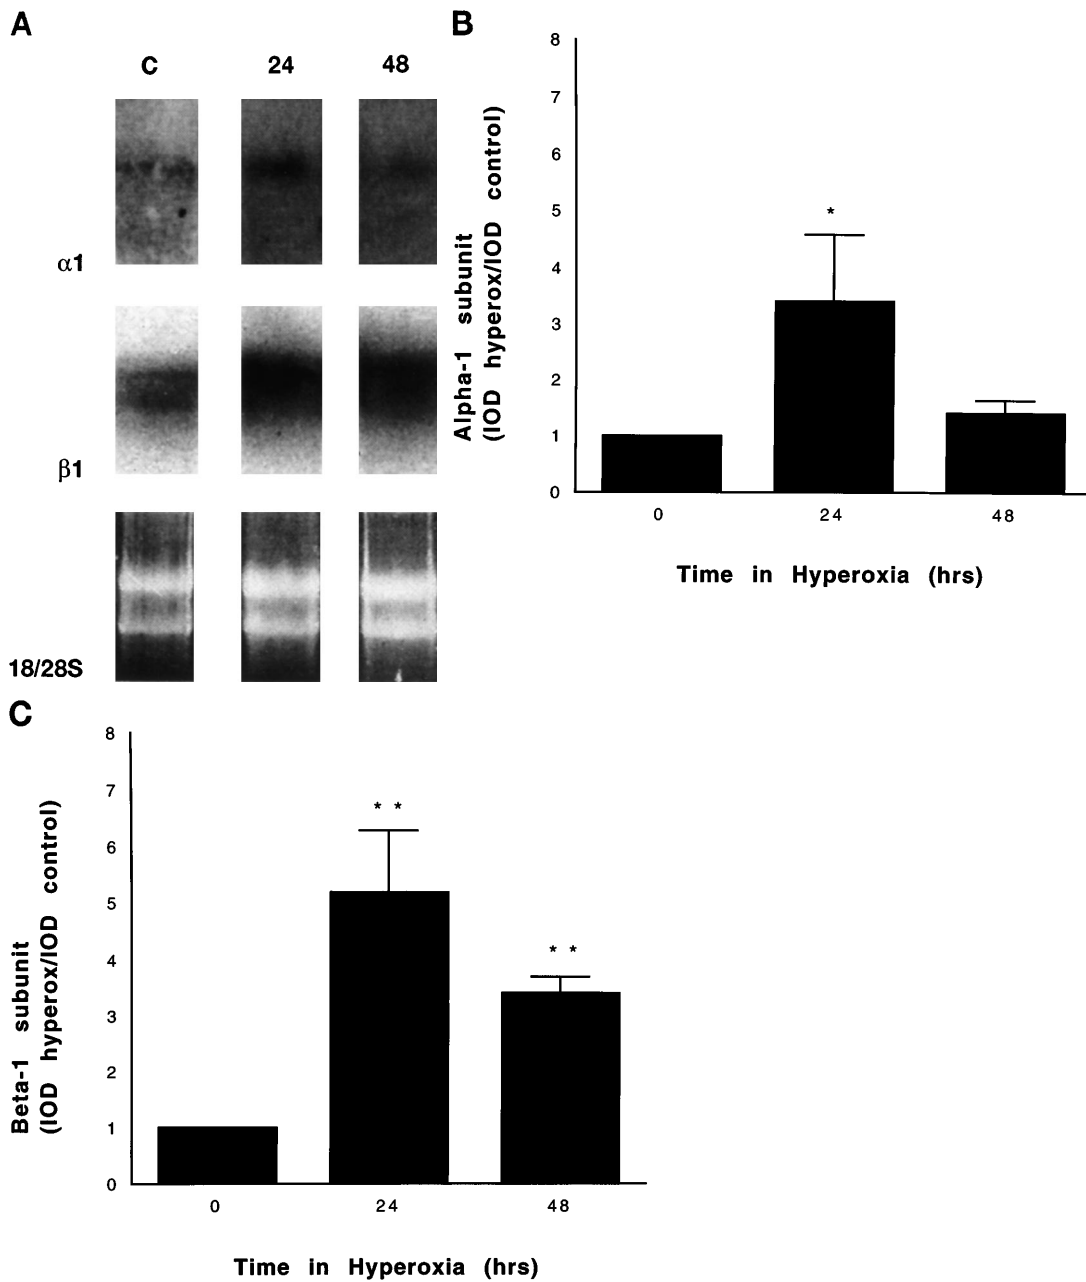 A
C 24 48
α1
β1
18/28S
B
Alpha-1 subunit
(IOD hyperox/IOD control)
8
7
6
5
4
3
2
1
0
*
0 24 48
Time in Hyperoxia (hrs)
C
Beta-1 subunit
(IOD hyperox/IOD control)
8
7
6
5
4
3
2
1
0
* *
* *
0 24 48
Time in Hyperoxia (hrs)